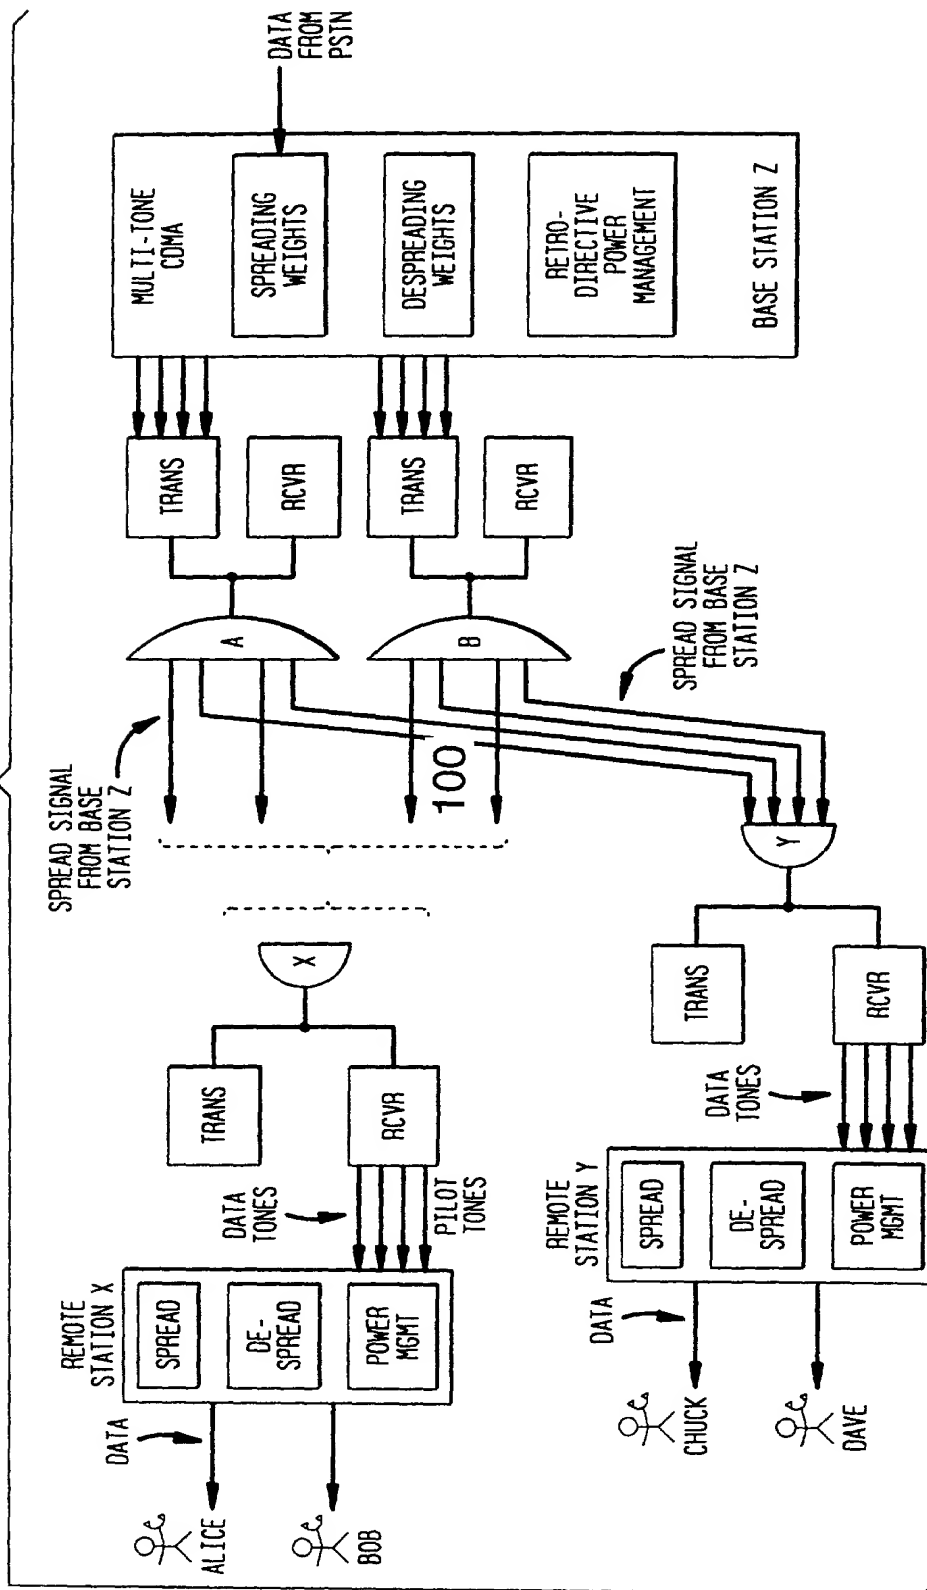 DATA
FROM
PSTN
MULTI-TONE
CDMA
SPREADING
WEIGHTS
DESPREADING
WEIGHTS
RETRO-
DIRECTIVE
POWER
MANAGEMENT
BASE STATION Z
TRANS
RCVR
TRANS
RCVR
A
B
SPREAD SIGNAL
FROM BASE
STATION Z
SPREAD SIGNAL
FROM BASE
STATION Z
100
X
TRANS
RCVR
DATA
TONES
PILOT
TONES
REMOTE
STATION X
SPREAD
DE-
SPREAD
POWER
MGMT
DATA
ALICE
BOB
Y
TRANS
RCVR
DATA
TONES
REMOTE
STATION Y
SPREAD
DE-
SPREAD
POWER
MGMT
DATA
CHUCK
DAVE